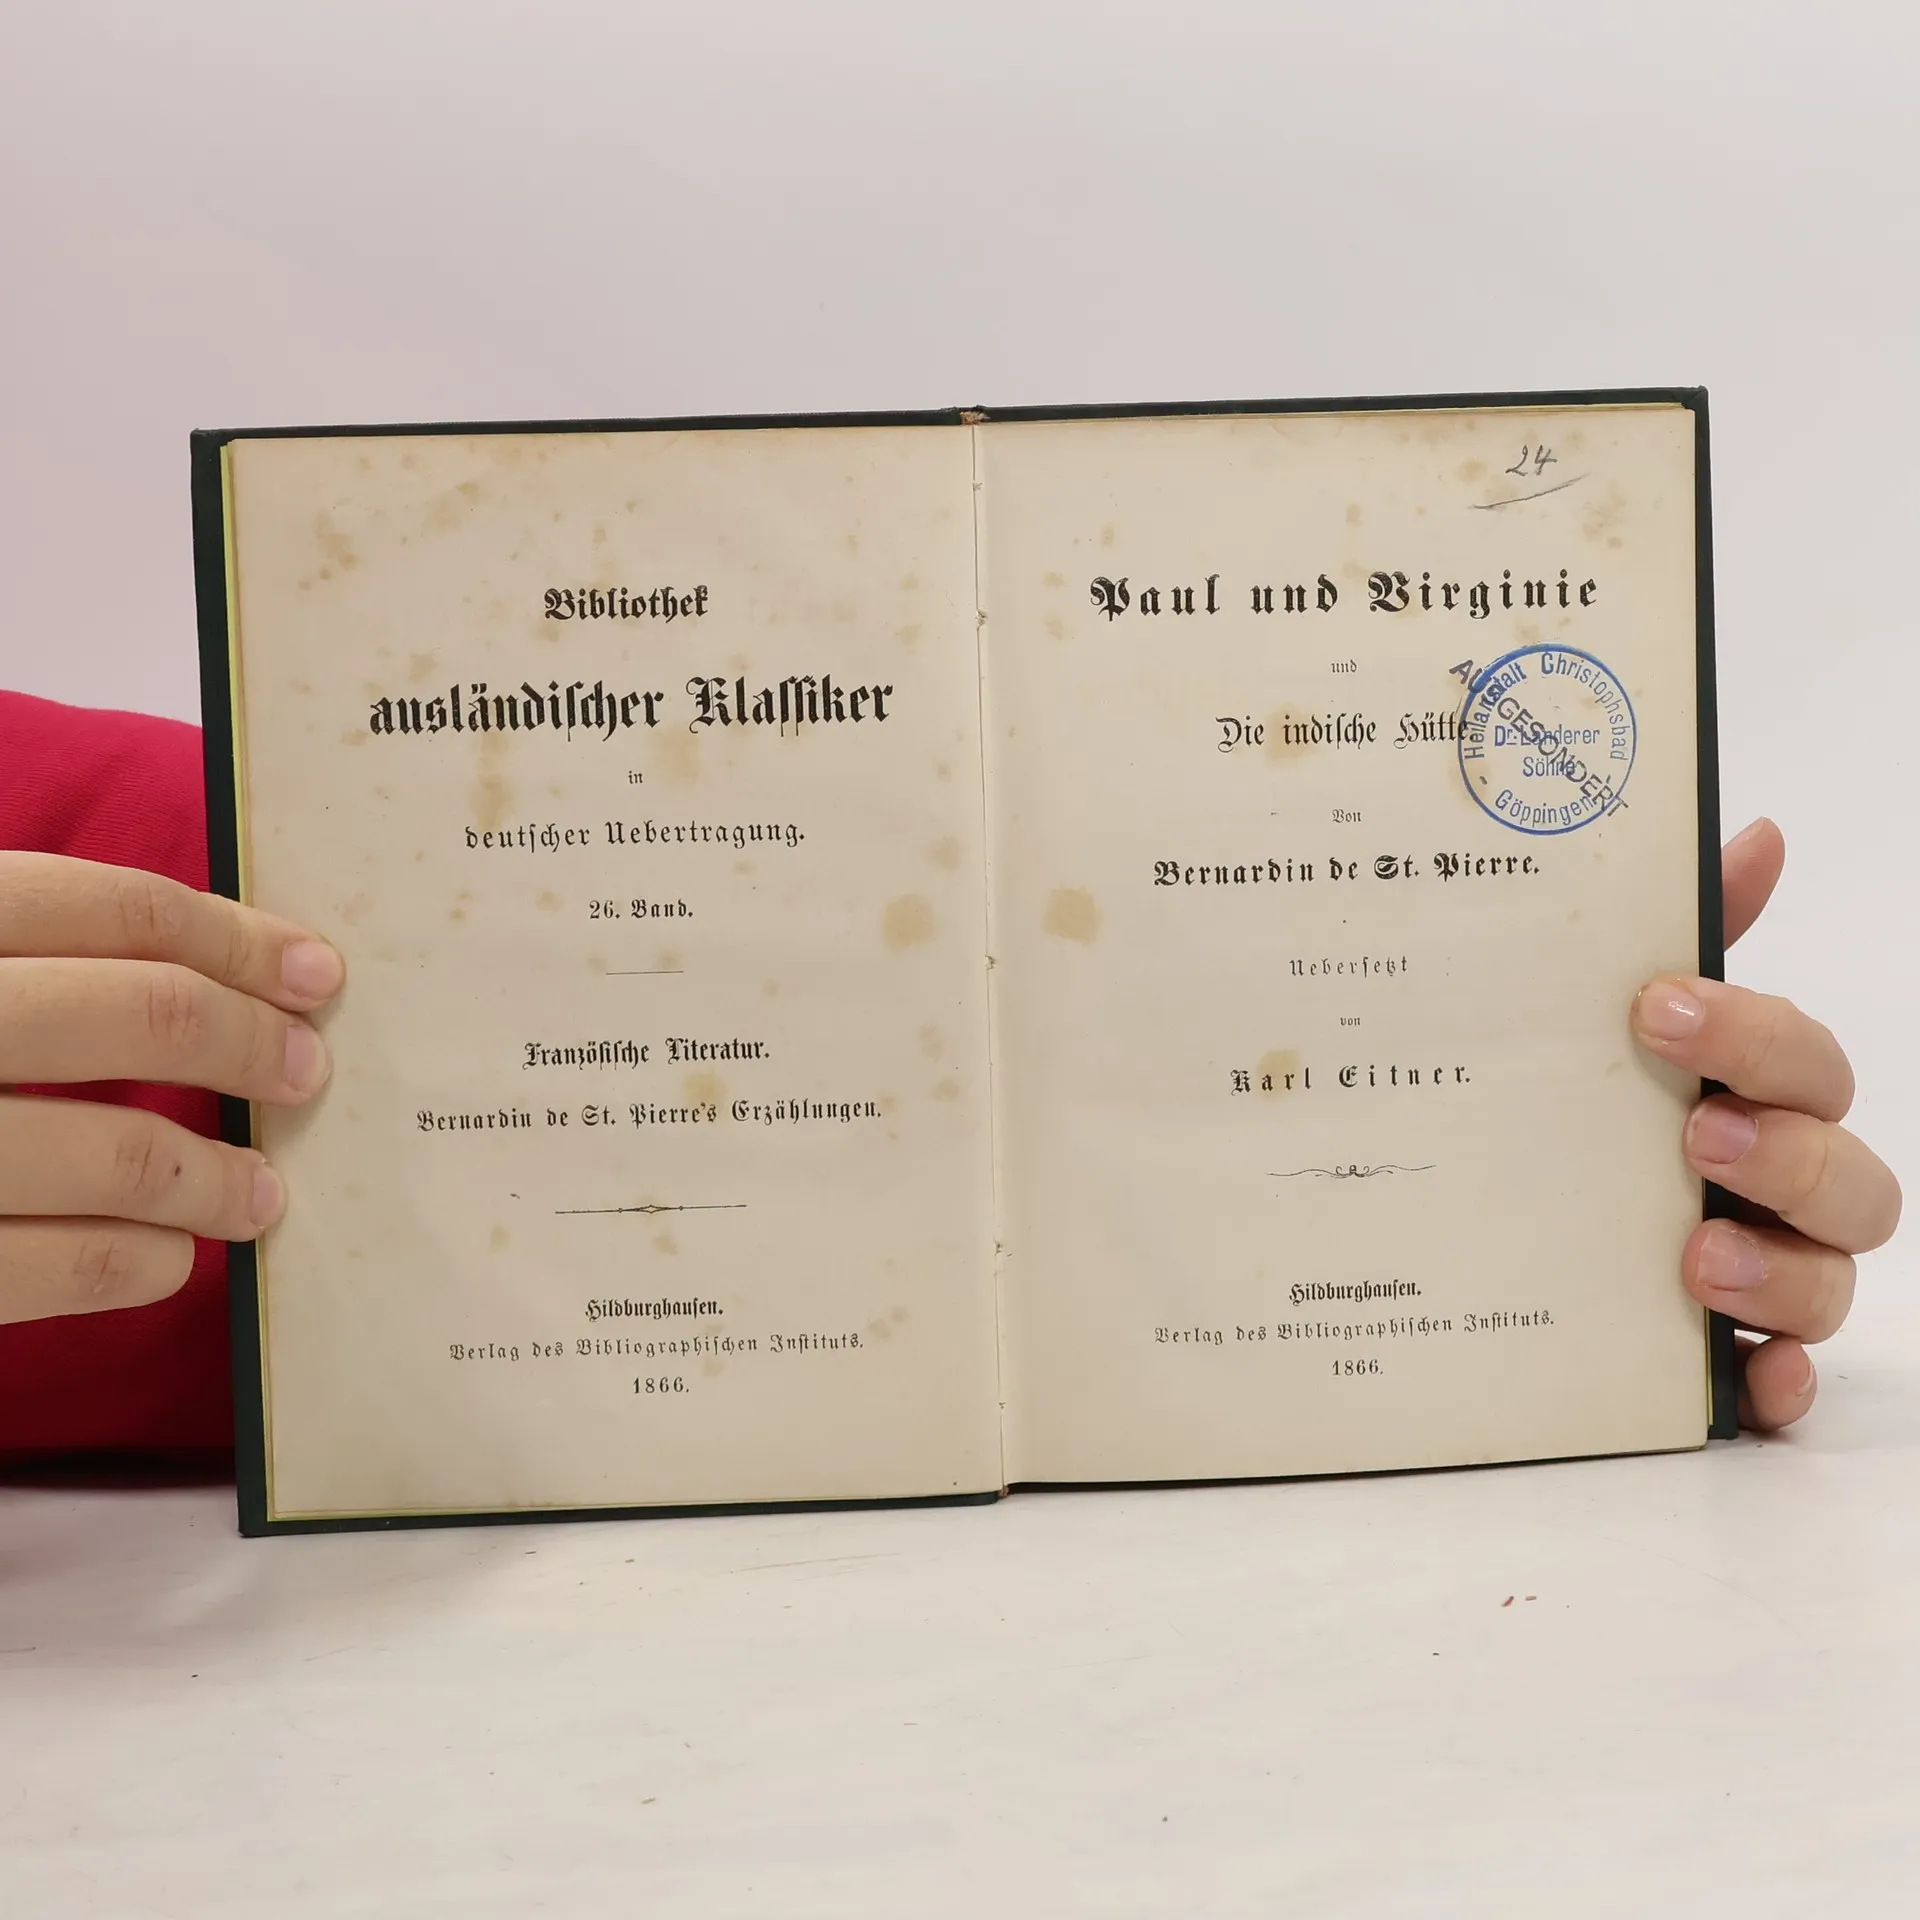 Bibliothek
ausländischer Klassiker
in
deutscher Uebertragung.
26. Band.
Französische Literatur.
Bernardin de St. Pierre's Erzählungen.
Hildburghausen.
Verlag des Bibliographischen Instituts.
1866.
24
Paul und Virginie
und
Die indische Hütte.
Von
Bernardin de St. Pierre.
Uebersetzt
von
Karl Eitner.
Hildburghausen.
Verlag des Bibliographischen Instituts.
1866.
Heilanstalt Christophsbad
Dr. Landerer
Söhne
- Göppingen -
AUSGESONDERT